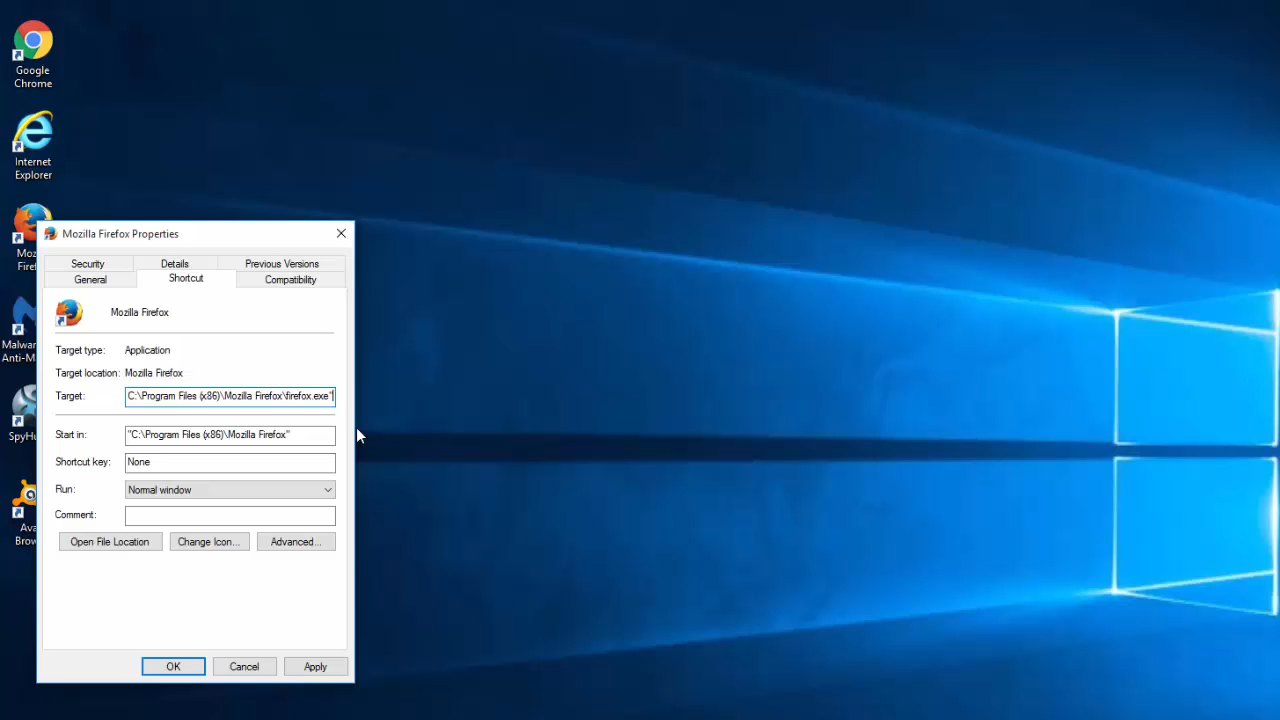 Google
Chrome
Internet
Explorer
Mozilla Firefox Properties
Security
Details
Previous Versions
General
Shortcut
Compatibility
Mozilla Firefox
Target type: Application
Target location: Mozilla Firefox
Target: C:\Program Files (x86)\Mozilla Firefox\firefox.exe"
Start in: "C:\Program Files (x86)\Mozilla Firefox"
Shortcut key: None
Run: Normal window
Comment:
Open File Location
Change Icon...
Advanced...
OK
Cancel
Apply